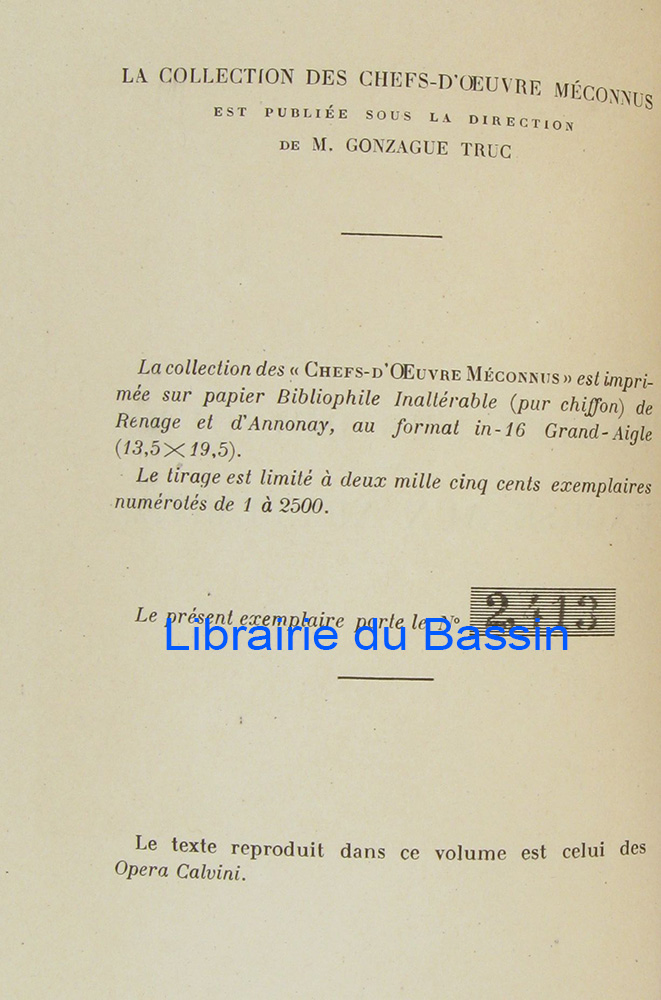 LA COLLECTION DES CHEFS-D'ŒUVRE MÉCONNUS
EST PUBLIÉE SOUS LA DIRECTION
DE M. GONZAGUE TRUC
La collection des « CHEFS-D'ŒUVRE MÉCONNUS » est impri-
mée sur papier Bibliophile Inaltérable (pur chiffon) de
Renage et d'Annonay, au format in-16 Grand-Aigle
(13,5×19,5).
Le tirage est limité à deux mille cinq cents exemplaires
numérotés de 1 à 2500.
Le présent exemplaire porte le N° 2413
Librairie du Bassin
Le texte reproduit dans ce volume est celui des
Opera Calvini.